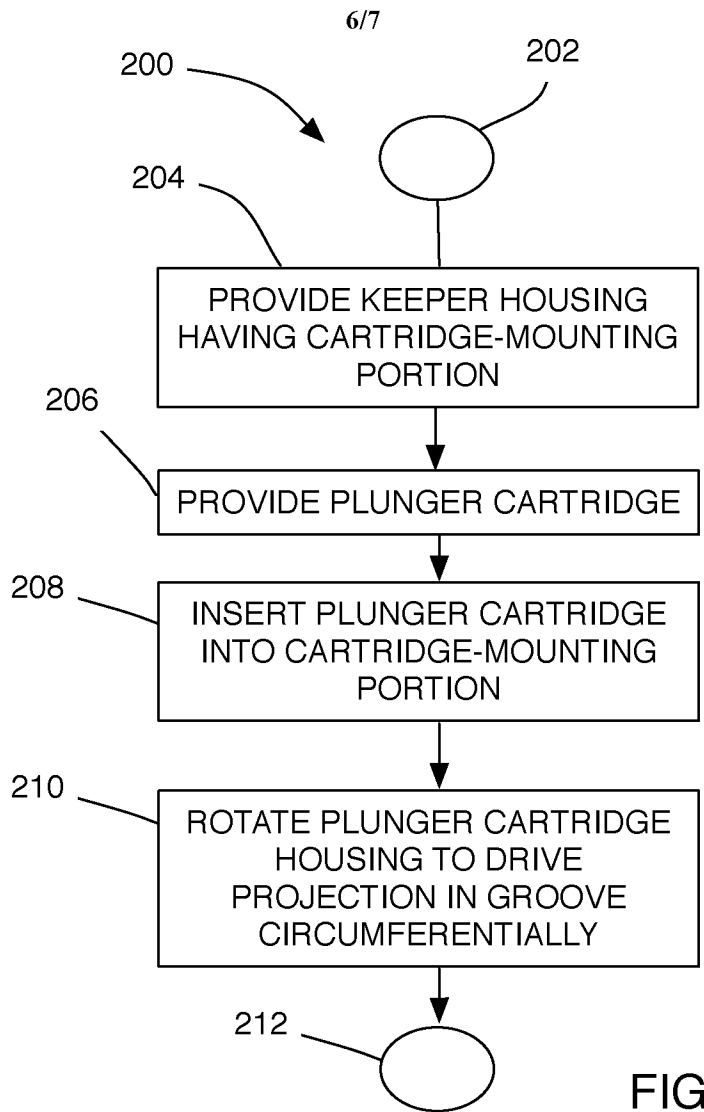 6/7
200
202
204
PROVIDE KEEPER HOUSING
HAVING CARTRIDGE-MOUNTING
PORTION
206
PROVIDE PLUNGER CARTRIDGE
208
INSERT PLUNGER CARTRIDGE
INTO CARTRIDGE-MOUNTING
PORTION
210
ROTATE PLUNGER CARTRIDGE
HOUSING TO DRIVE
PROJECTION IN GROOVE
CIRCUMFERENTIALLY
212
FIG